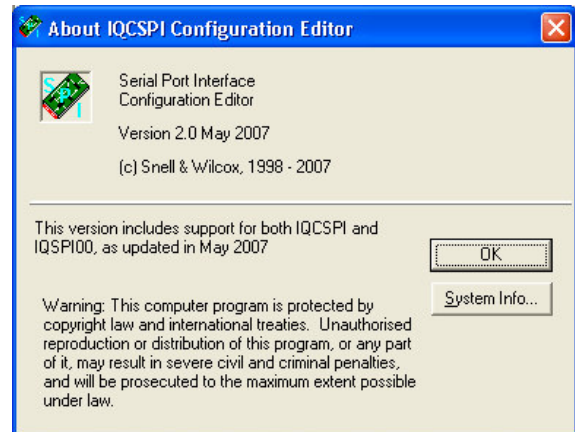 About IQCSPI Configuration Editor
S P I
Serial Port Interface
Configuration Editor
Version 2.0 May 2007
(c) Snell & Wilcox, 1998 - 2007
This version includes support for both IQCSPI and
IQSPI00, as updated in May 2007
OK
System Info...
Warning: This computer program is protected by
copyright law and international treaties. Unauthorised
reproduction or distribution of this program, or any part
of it, may result in severe civil and criminal penalties,
and will be prosecuted to the maximum extent possible
under law.